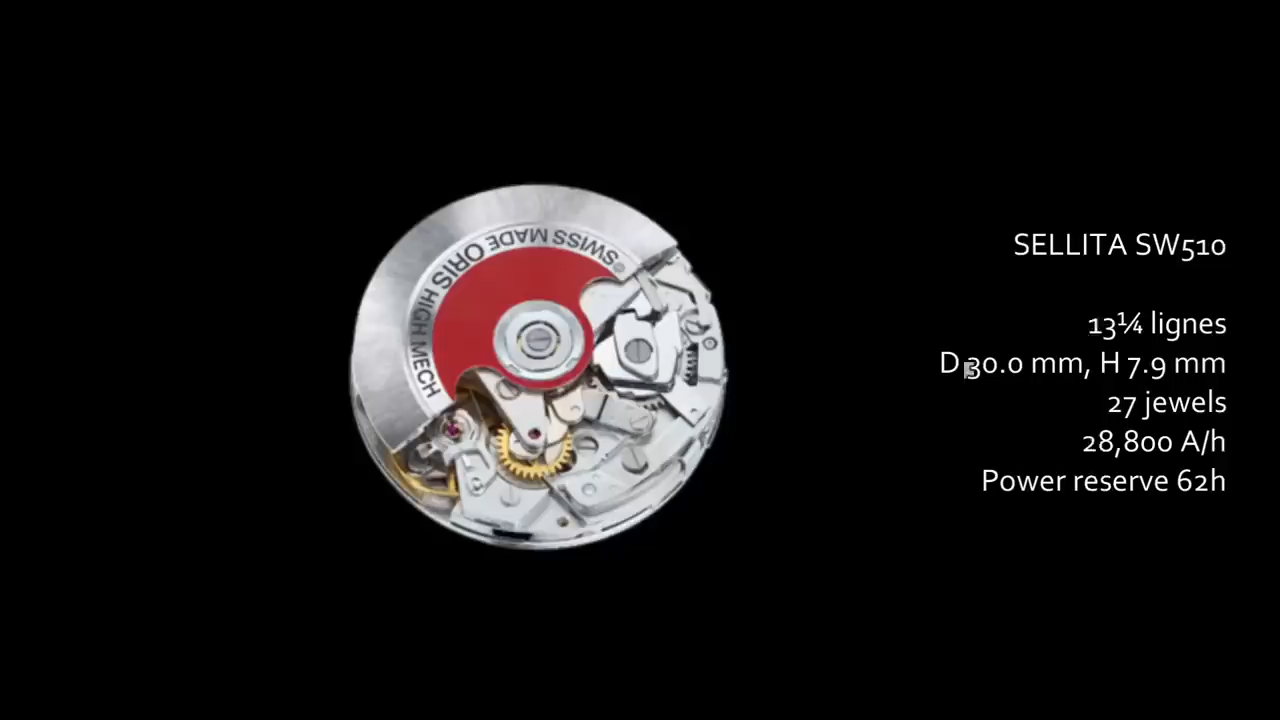 SWISS MADE ORIS HIGH MECH
SELLITA SW510
13¼ lignes
D 30.0 mm, H 7.9 mm
27 jewels
28,800 A/h
Power reserve 62h